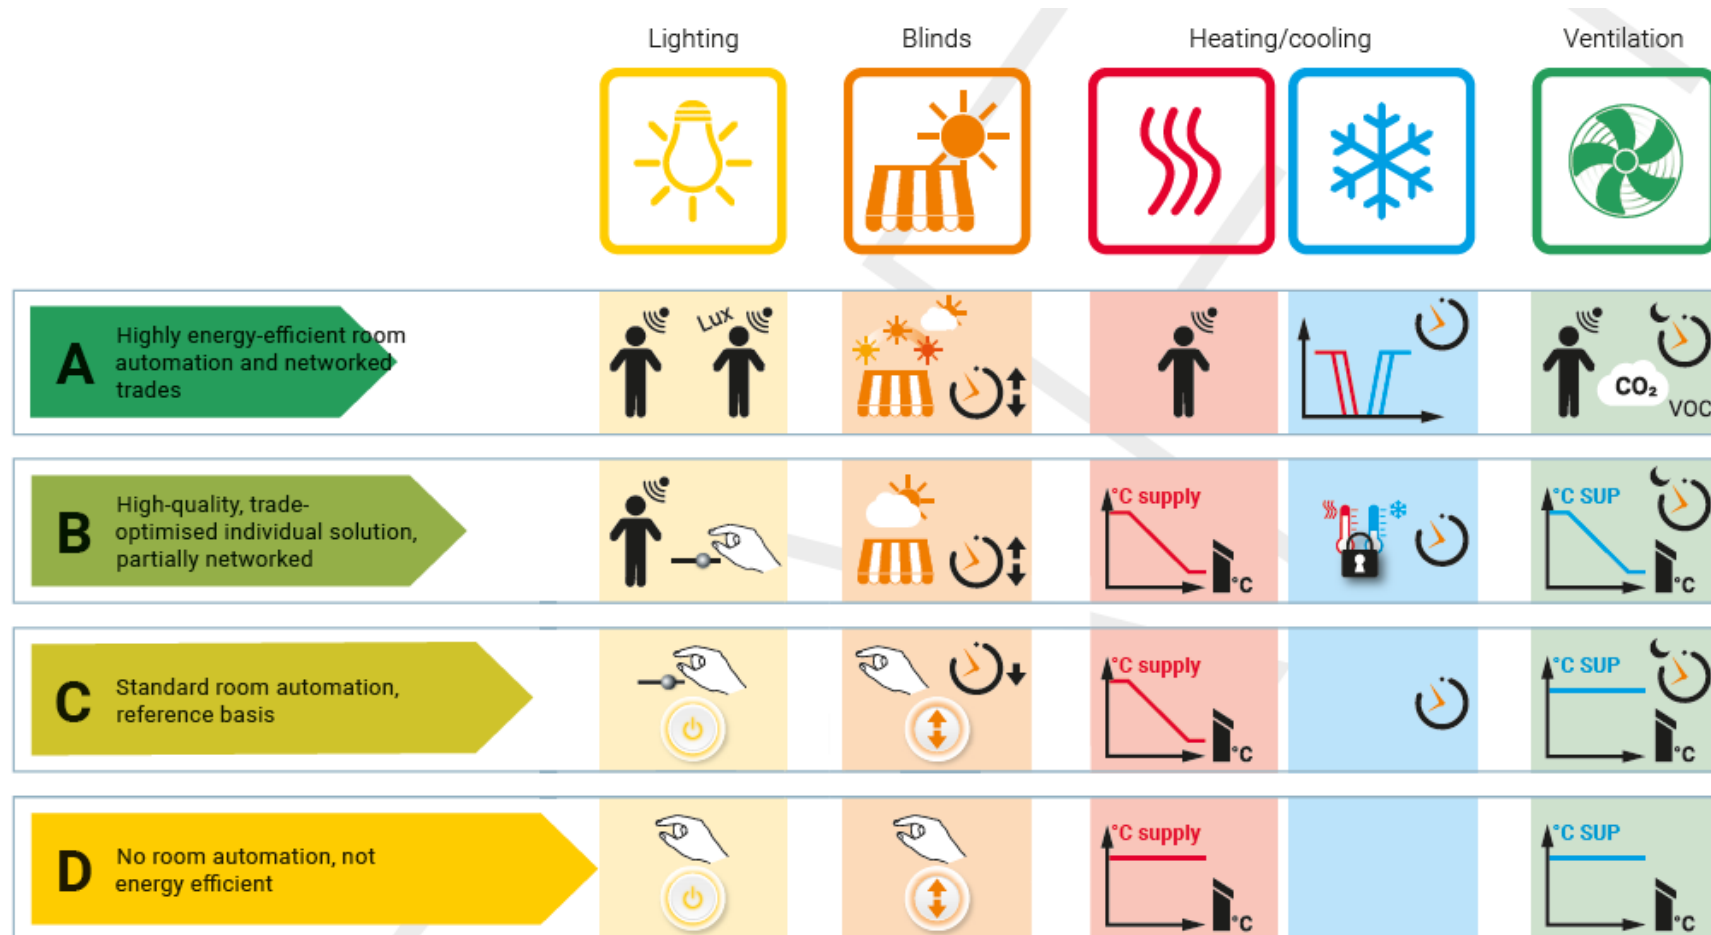 Lighting
Blinds
Heating/cooling
Ventilation
A
Highly energy-efficient room
automation and networked
trades
Lux
CO₂
VOC
B
High-quality, trade-
optimised individual solution,
partially networked
°C supply
°C
°C SUP
°C
C
Standard room automation,
reference basis
°C supply
°C
°C SUP
°C
D
No room automation, not
energy efficient
°C supply
°C
°C SUP
°C